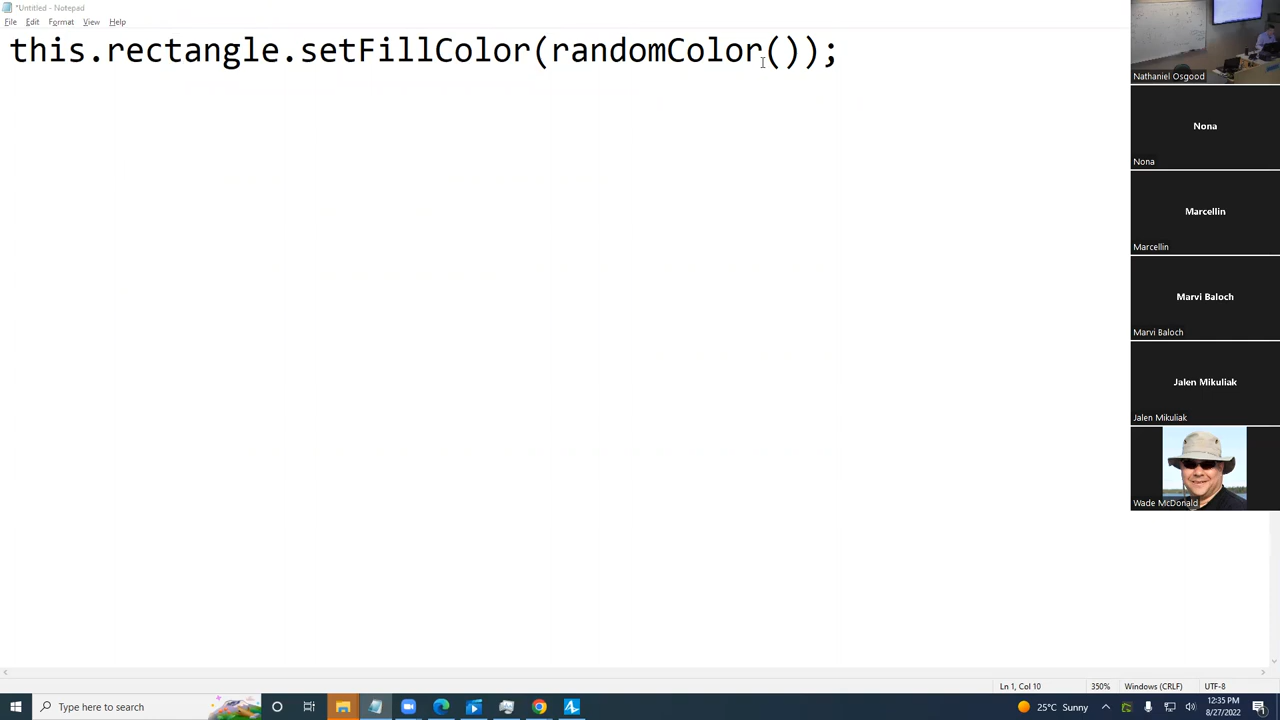 *Untitled - Notepad
File Edit Format View Help
this.rectangle.setFillColor(randomColor());
Nathaniel Osgood
Nona
Nona
Marcellin
Marcellin
Marvi Baloch
Marvi Baloch
Jalen Mikuliak
Jalen Mikuliak
Wade McDonald
Ln 1, Col 10 350% Windows (CRLF) UTF-8
Type here to search
25°C Sunny
12:35 PM
8/27/2022